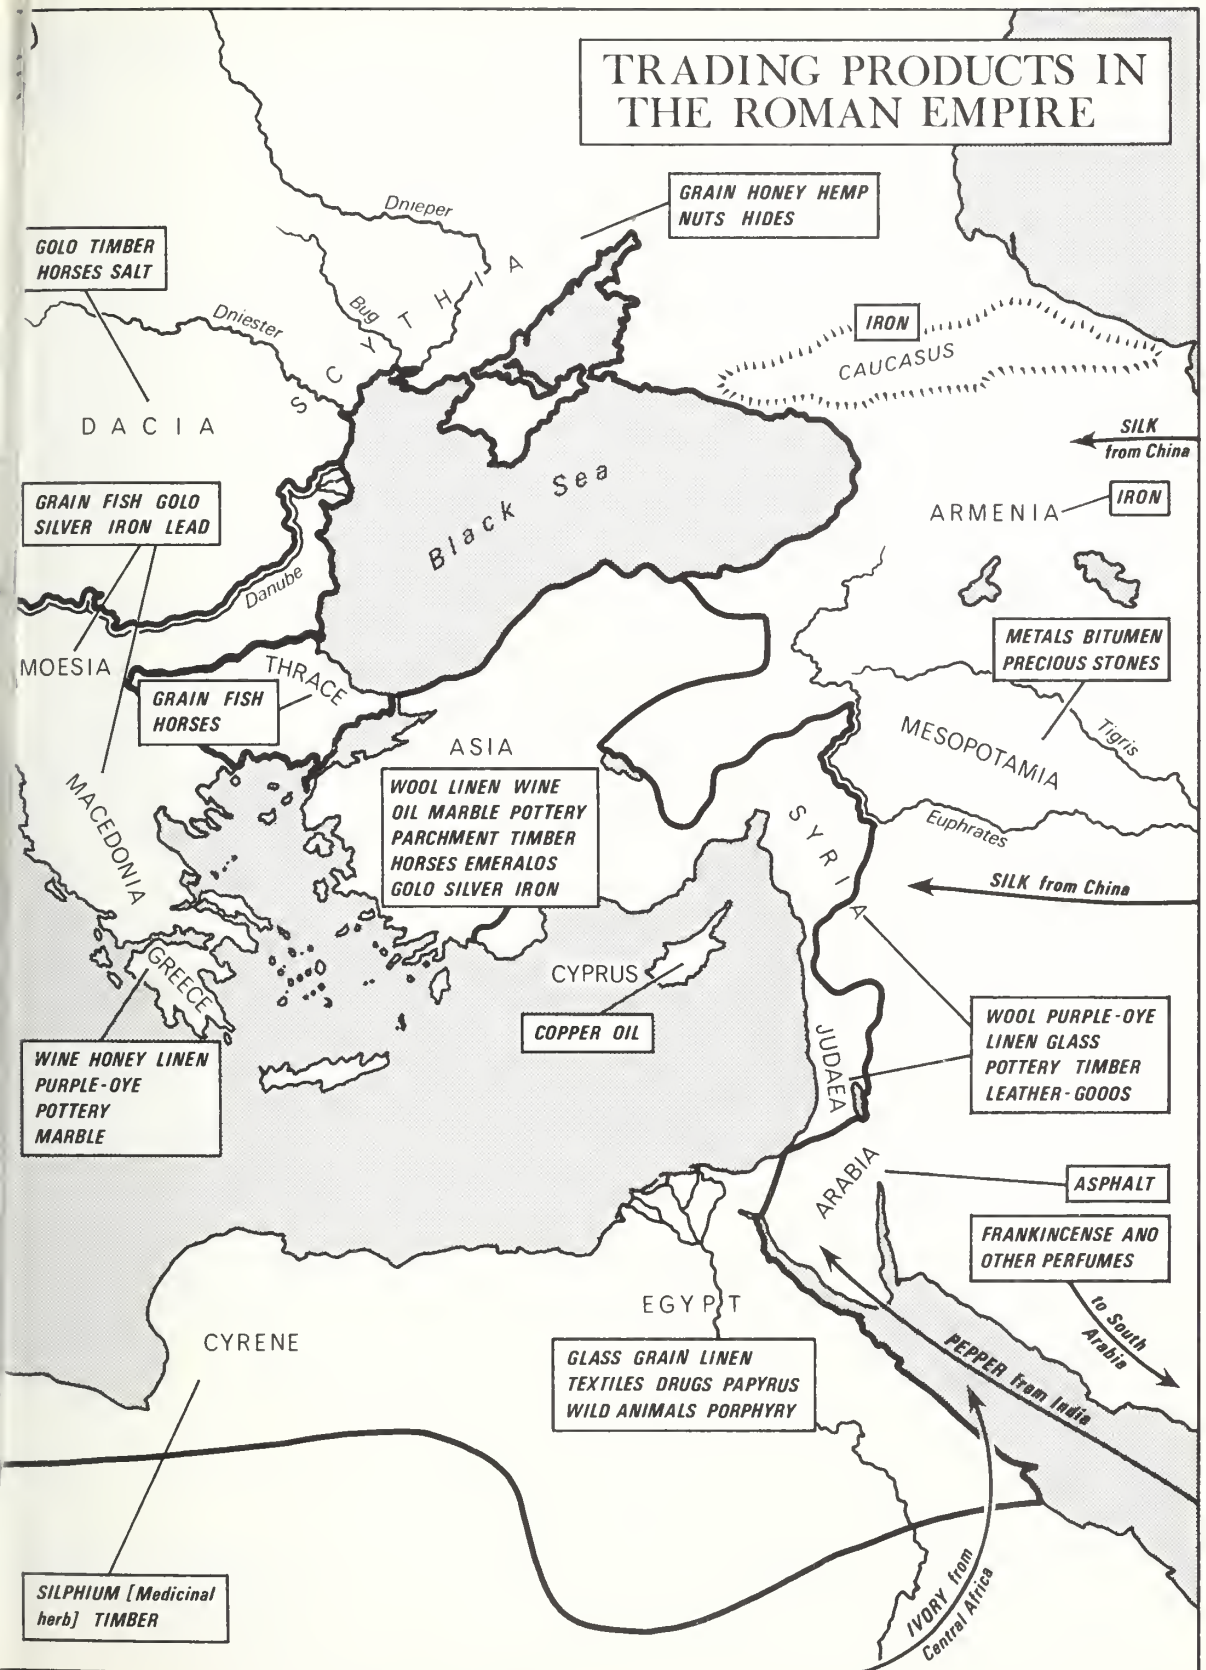 TRADING PRODUCTS IN
THE ROMAN EMPIRE
GRAIN HONEY HEMP
NUTS HIDES
Dnieper
GOLO TIMBER
HORSES SALT
SCYTHIA
Bug
Dniester
IRON
CAUCASUS
DACIA
SILK
from China
Black Sea
GRAIN FISH GOLO
SILVER IRON LEAD
ARMENIA
IRON
Danube
METALS BITUMEN
PRECIOUS STONES
MOESIA
THRACE
GRAIN FISH
HORSES
MESOPOTAMIA
Tigris
ASIA
WOOL LINEN WINE
OIL MARBLE POTTERY
PARCHMENT TIMBER
HORSES EMERALOS
GOLO SILVER IRON
MACEDONIA
SYRIA
Euphrates
SILK from China
GREECE
CYPRUS
COPPER OIL
WOOL PURPLE-OYE
LINEN GLASS
POTTERY TIMBER
LEATHER-GOOOS
JUDAEA
WINE HONEY LINEN
PURPLE-OYE
POTTERY
MARBLE
ARABIA
ASPHALT
FRANKINCENSE ANO
OTHER PERFUMES
to South
Arabia
EGYPT
CYRENE
PEPPER from India
GLASS GRAIN LINEN
TEXTILES DRUGS PAPYRUS
WILD ANIMALS PORPHYRY
IVORY from
Central Africa
SILPHIUM [Medicinal
herb] TIMBER